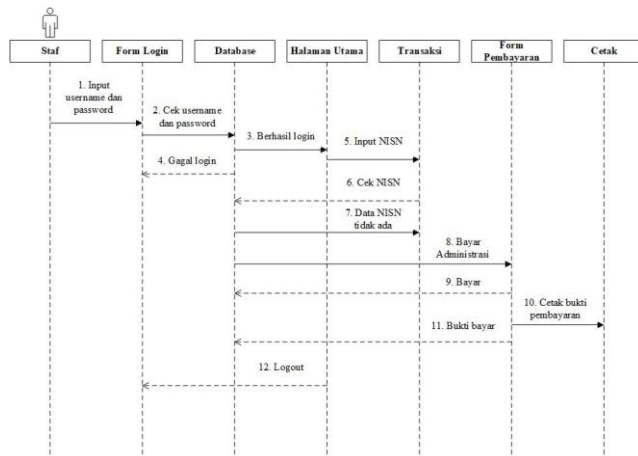 Staf
Form Login
Database
Halaman Utama
Transaksi
Form
Pembayaran
Cetak
1. Input
username dan
password
2. Cek username
dan password
3. Berhasil login
4. Gagal login
5. Input NISN
6. Cek NISN
7. Data NISN
tidak ada
8. Bayar
Administrasi
9. Bayar
10. Cetak bukti
pembayaran
11. Bukti bayar
12. Logout